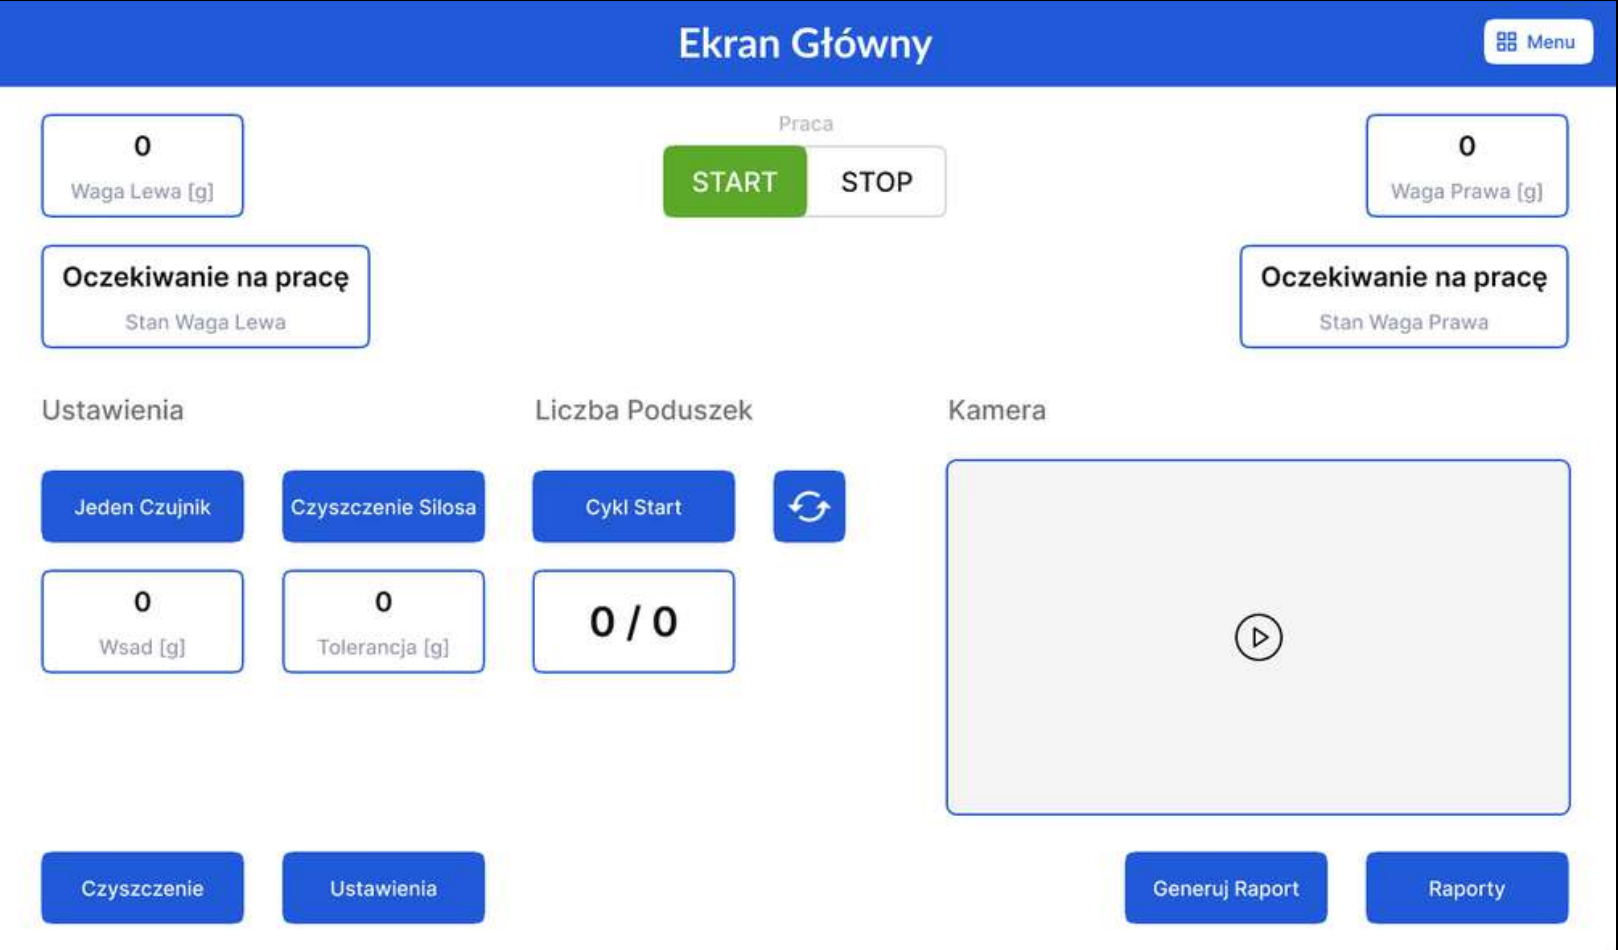 Ekran Główny
Menu
0
Waga Lewa [g]
Praca
START
STOP
0
Waga Prawa [g]
Oczekiwanie na pracę
Stan Waga Lewa
Oczekiwanie na pracę
Stan Waga Prawa
Ustawienia
Liczba Poduszek
Kamera
Jeden Czujnik
Czyszczenie Silosa
Cykl Start
0
Wsad [g]
0
Tolerancja [g]
0 / 0
Czyszczenie
Ustawienia
Generuj Raport
Raporty